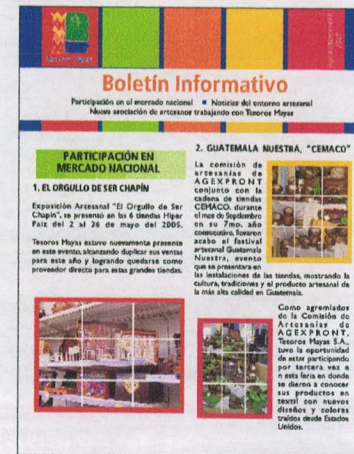 Boletín Informativo
Participación en el mercado nacional ■ Noticias del entorno artesanal
Nueva asociación de artesanos trabajando con Tesoros Mayas
PARTICIPACIÓN EN
MERCADO NACIONAL
1. EL ORGULLO DE SER CHAPÍN
Exposición Artesanal "El Orgullo de Ser
Chapín", se presentó en las 6 tiendas Hiper
Paiz del 2 al 26 de mayo del 2005.
Tesoros Mayas estuvo nuevamente presente
en este evento, alcanzando duplicar sus ventas
para este año y logrando quedarse como
proveedor directo para estas grandes tiendas.
2. GUATEMALA NUESTRA, "CEMACO"
La comisión de
artesanías de
AGEXPRONT
conjunto con la
cadena de tiendas
CEMACO, durante
el mes de Septiembre
en su 7mo. año
consecutivo, llevaron
acabo el festival
artesanal Guatemala
Nuestra, evento
que se presentara en
las instalaciones de las tiendas, mostrando la
cultura, tradiciones y el producto artesanal de
la más alta calidad en Guatemala.
Como agremiados
de la Comisión de
Artesanías de
AGEXPRONT,
Tesoros Mayas S.A.,
tuvo la oportunidad
de estar participando
por tercera vez e
n esta feria en donde
se dieron a conocer
sus productos en
textil con nuevos
diseños y colores
traídos desde Estados
Unidos.